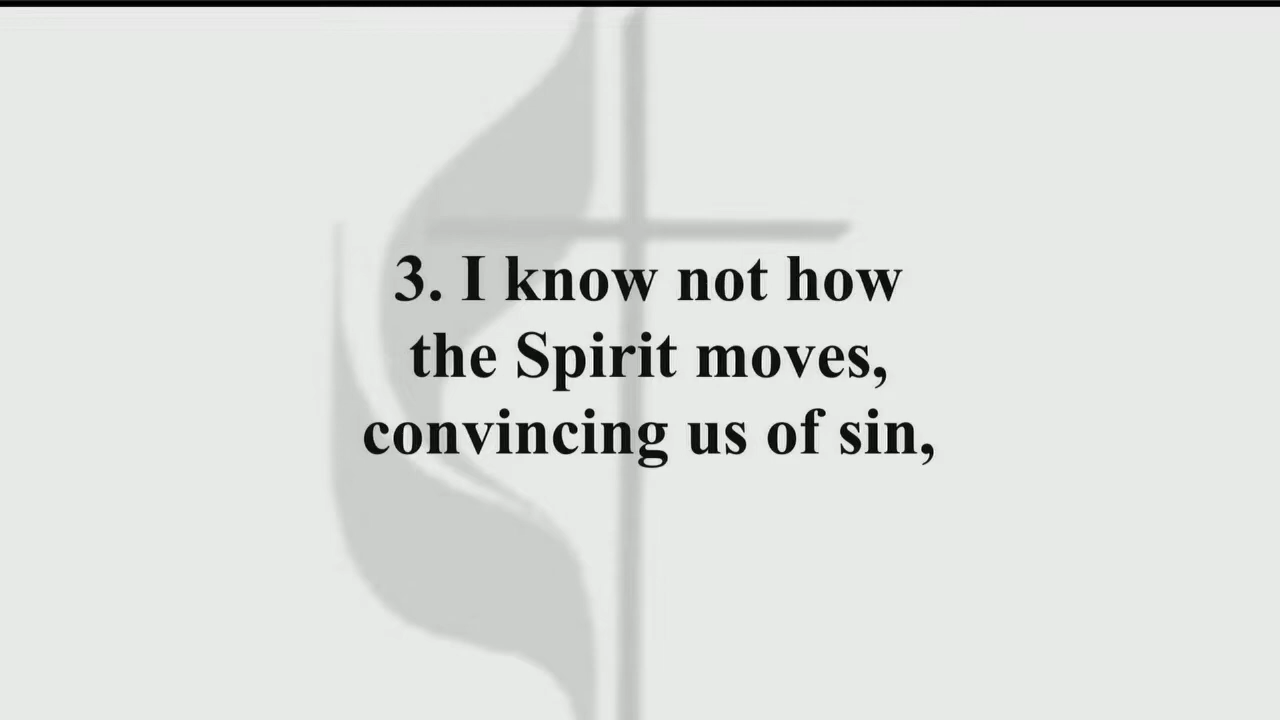 3. I know not how
the Spirit moves,
convincing us of sin,